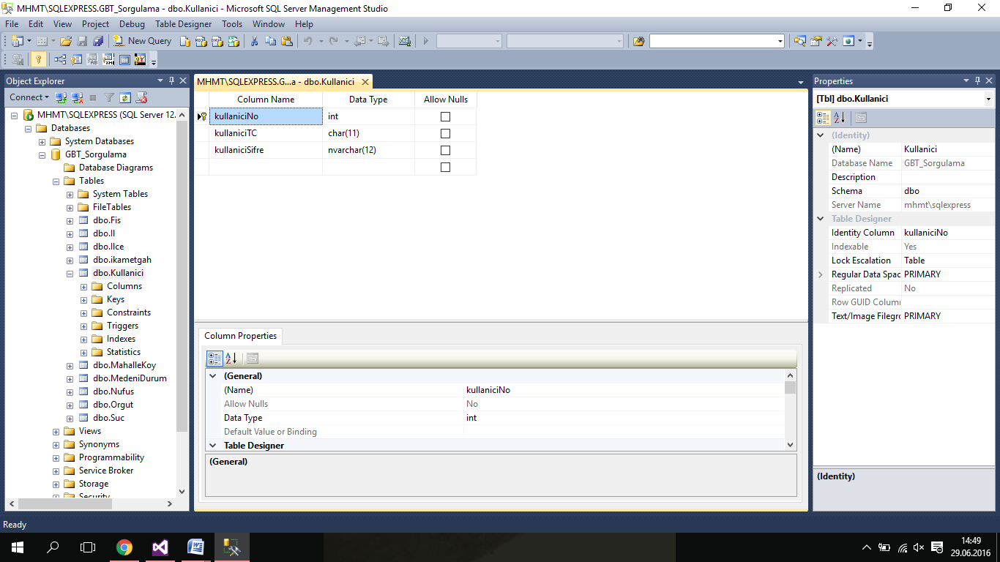 MHMT\SQLEXPRESS.GBT_Sorgulama - dbo.Kullanici - Microsoft SQL Server Management Studio
File Edit View Project Debug Table Designer Tools Window Help
New Query
Object Explorer
Connect
MHMT\SQLEXPRESS (SQL Server 12.
Databases
System Databases
GBT_Sorgulama
Database Diagrams
Tables
System Tables
FileTables
dbo.Fis
dbo.Il
dbo.Ilce
dbo.ikametgah
dbo.Kullanici
Columns
Keys
Constraints
Triggers
Indexes
Statistics
dbo.MahalleKoy
dbo.MedeniDurum
dbo.Nufus
dbo.Orgut
dbo.Suc
Views
Synonyms
Programmability
Service Broker
Storage
Security
MHMT\SQLEXPRESS.G...a - dbo.Kullanici
Column Name Data Type Allow Nulls
kullaniciNo int
kullaniciTC char(11)
kullaniciSifre nvarchar(12)
Column Properties
(General)
(Name) kullaniciNo
Allow Nulls No
Data Type int
Default Value or Binding
Table Designer
(General)
Properties
[Tbl] dbo.Kullanici
(Identity)
(Name) Kullanici
Database Name GBT_Sorgulama
Description
Schema dbo
Server Name mhmt\sqlexpress
Table Designer
Identity Column kullaniciNo
Indexable Yes
Lock Escalation Table
Regular Data Spac PRIMARY
Replicated No
Row GUID Colum
Text/Image Filegro PRIMARY
(Identity)
Ready
14:49
29.06.2016